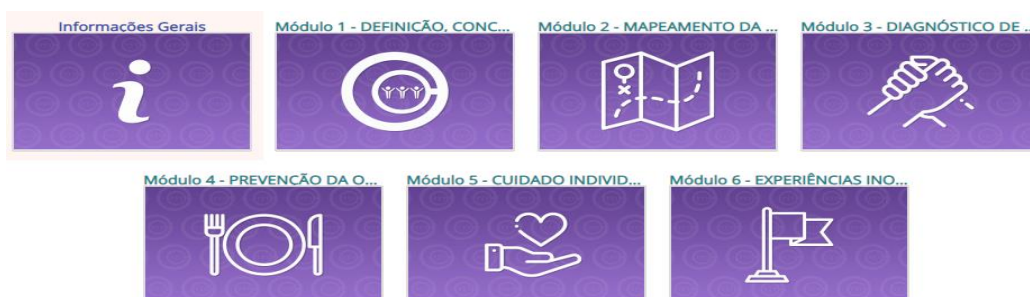 Informações Gerais
Módulo 1 - DEFINIÇÃO, CONC...
Módulo 2 - MAPEAMENTO DA ...
Módulo 3 - DIAGNÓSTICO DE ...
Módulo 4 - PREVENÇÃO DA O...
Módulo 5 - CUIDADO INDIVID...
Módulo 6 - EXPERIÊNCIAS INO...